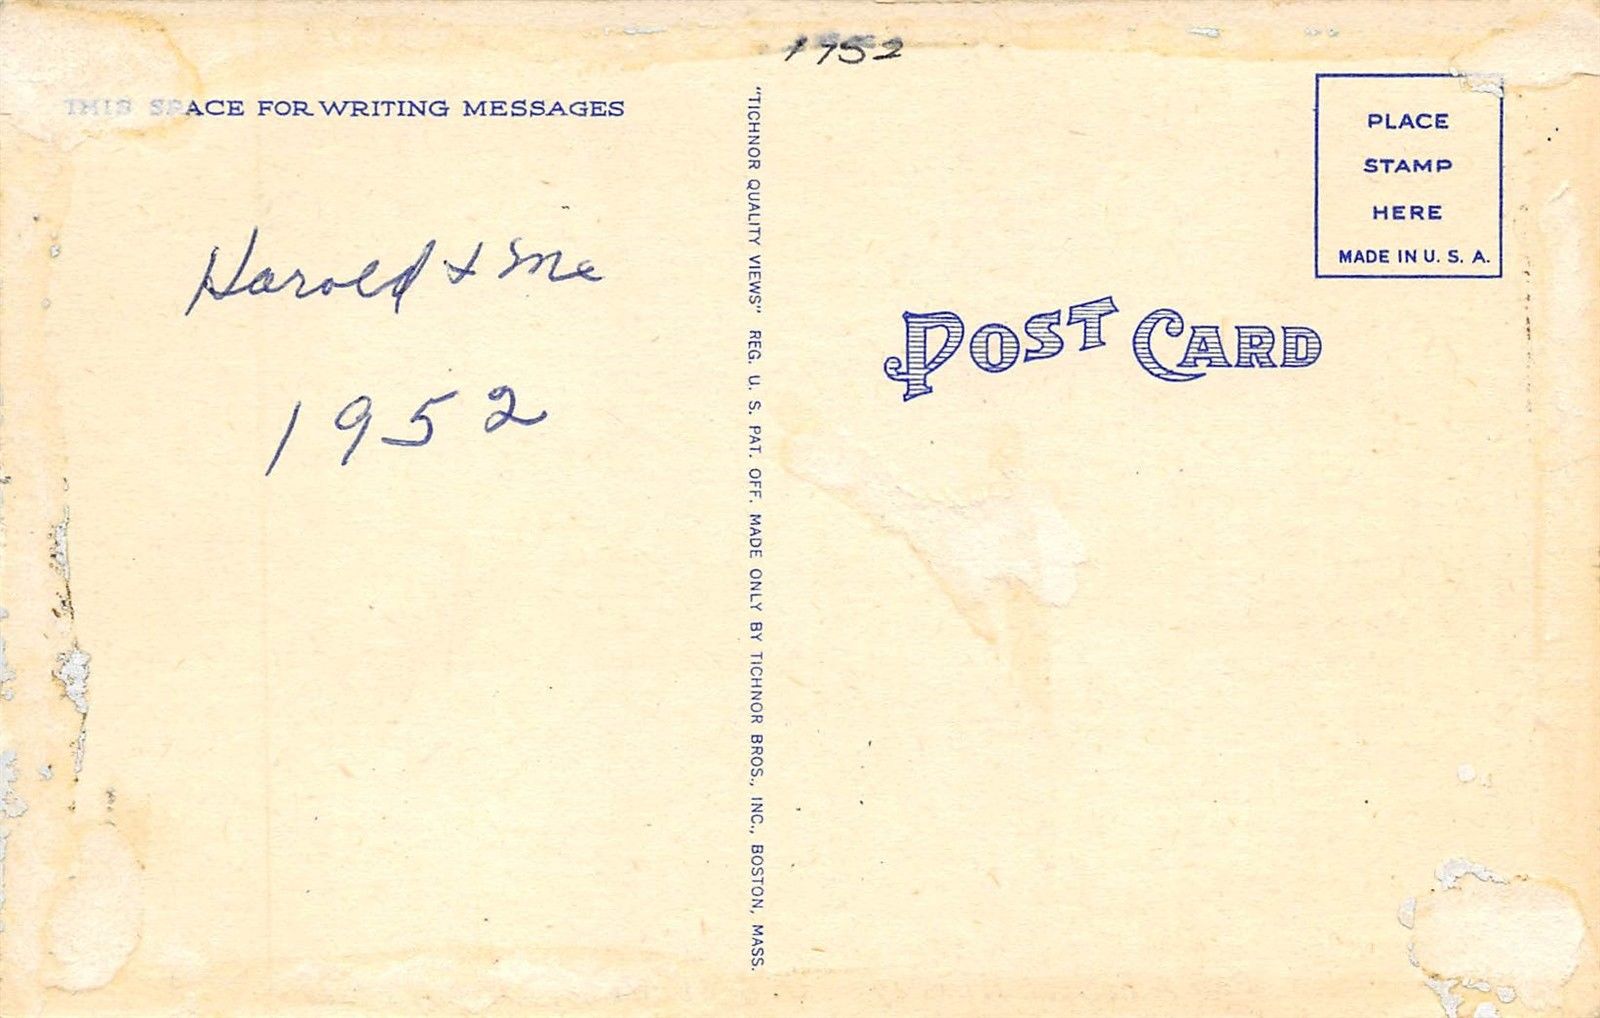 1952
THIS SPACE FOR WRITING MESSAGES
Harold & Me
1952
"TICHNOR QUALITY VIEWS" REG. U. S. PAT. OFF. MADE ONLY BY TICHNOR BROS., INC., BOSTON, MASS.
PLACE
STAMP
HERE
MADE IN U. S. A.
POST CARD